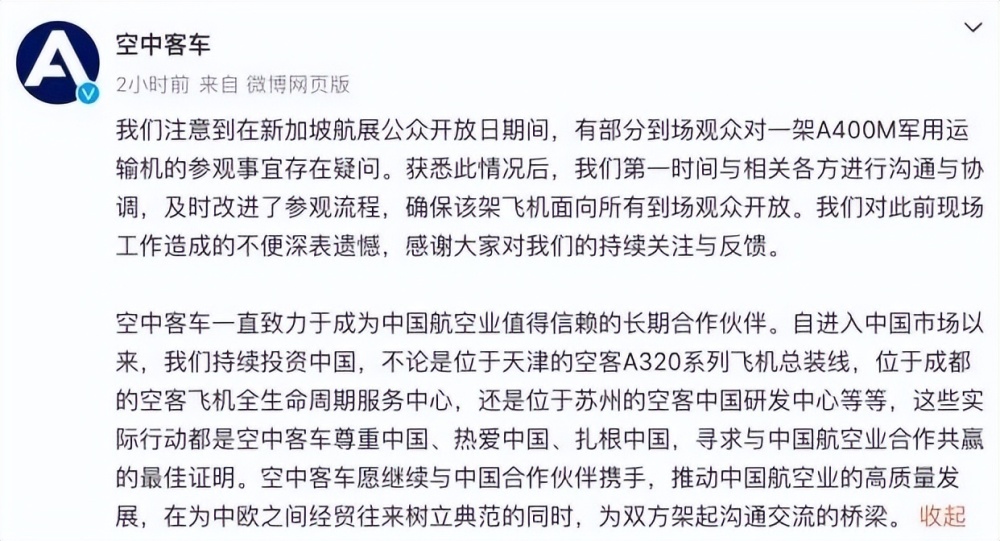 空中客车
2小时前 来自 微博网页版
我们注意到在新加坡航展公众开放日期间，有部分到场观众对一架A400M军用运
输机的参观事宜存在疑问。获悉此情况后，我们第一时间与相关各方进行沟通与协
调，及时改进了参观流程，确保该架飞机面向所有到场观众开放。我们对此前现场
工作造成的不便深表遗憾，感谢大家对我们的持续关注与反馈。
空中客车一直致力于成为中国航空业值得信赖的长期合作伙伴。自进入中国市场以
来，我们持续投资中国，不论是位于天津的空客A320系列飞机总装线，位于成都
的空客飞机全生命周期服务中心，还是位于苏州的空客中国研发中心等等，这些实
际行动都是空中客车尊重中国、热爱中国、扎根中国，寻求与中国航空业合作共赢
的最佳证明。空中客车愿继续与中国合作伙伴携手，推动中国航空业的高质量发
展，在为中欧之间经贸往来树立典范的同时，为双方架起沟通交流的桥梁。 收起